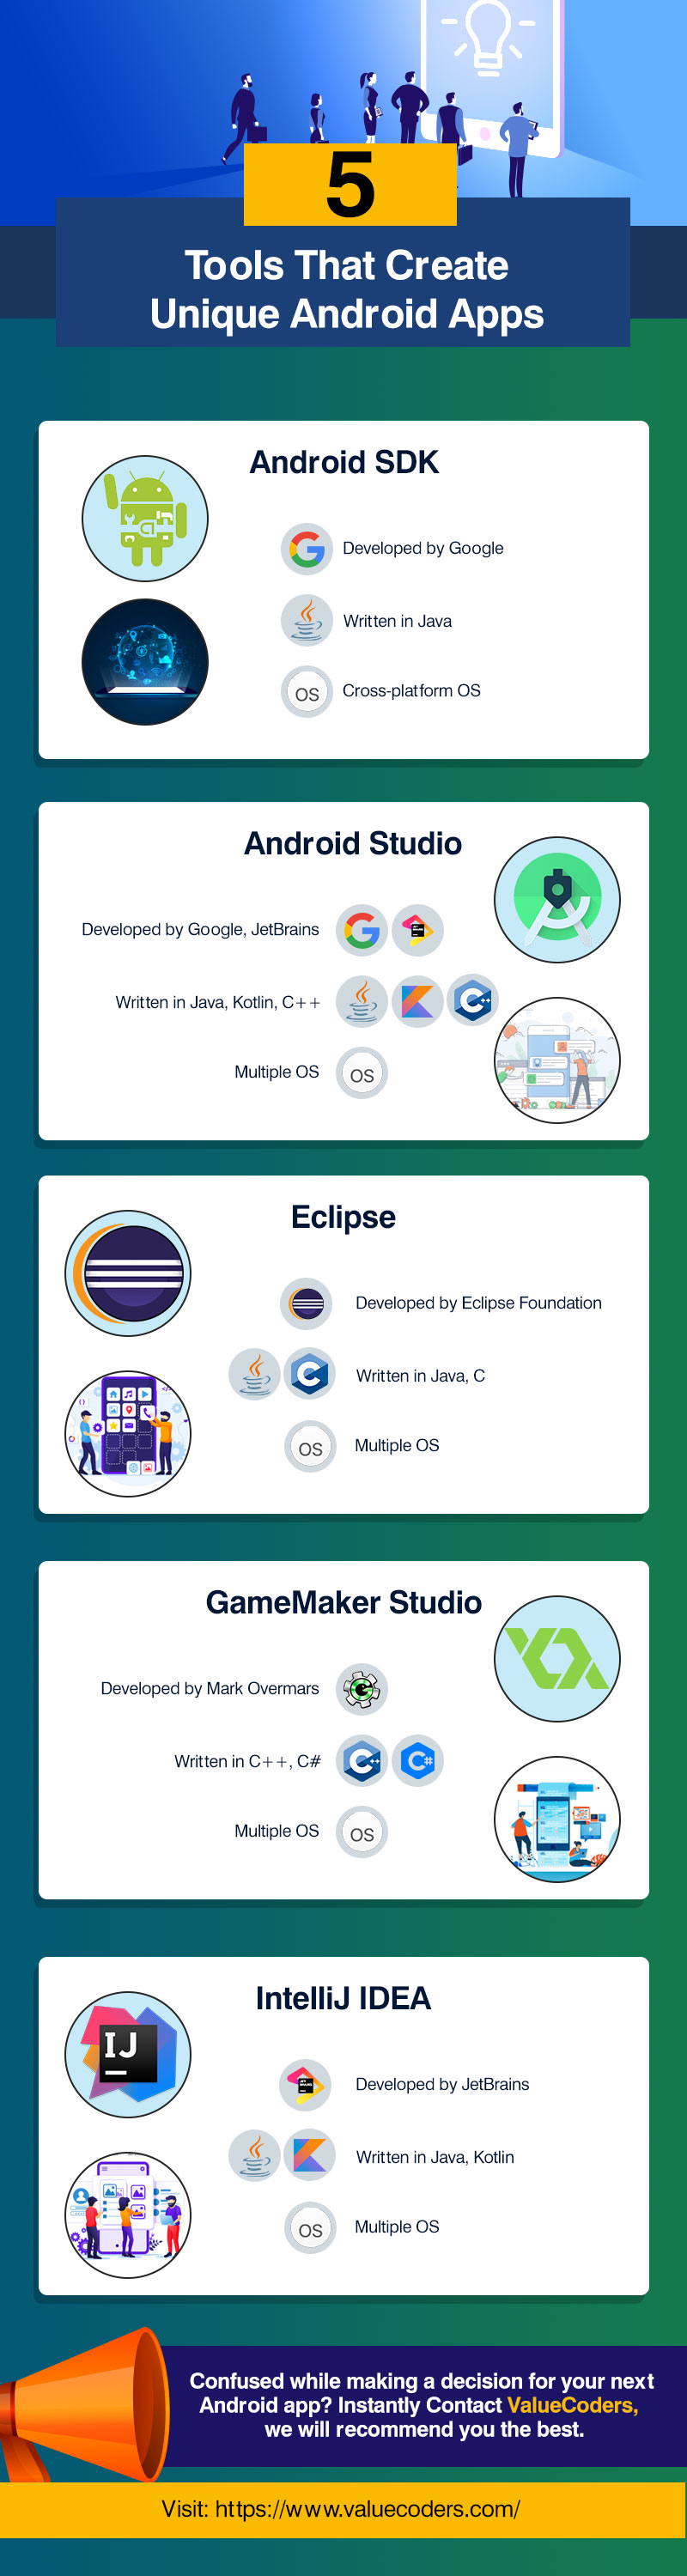 5
Tools That Create
Unique Android Apps
Android SDK
Developed by Google
Written in Java
OS
Cross-platform OS
Android Studio
Developed by Google, JetBrains
Written in Java, Kotlin, C++
Multiple OS
OS
Eclipse
Developed by Eclipse Foundation
Written in Java, C
OS
Multiple OS
GameMaker Studio
Developed by Mark Overmars
Written in C++, C#
Multiple OS
OS
IntelliJ IDEA
IJ
Developed by JetBrains
Written in Java, Kotlin
OS
Multiple OS
Confused while making a decision for your next
Android app? Instantly Contact ValueCoders,
we will recommend you the best.
Visit: https://www.valuecoders.com/